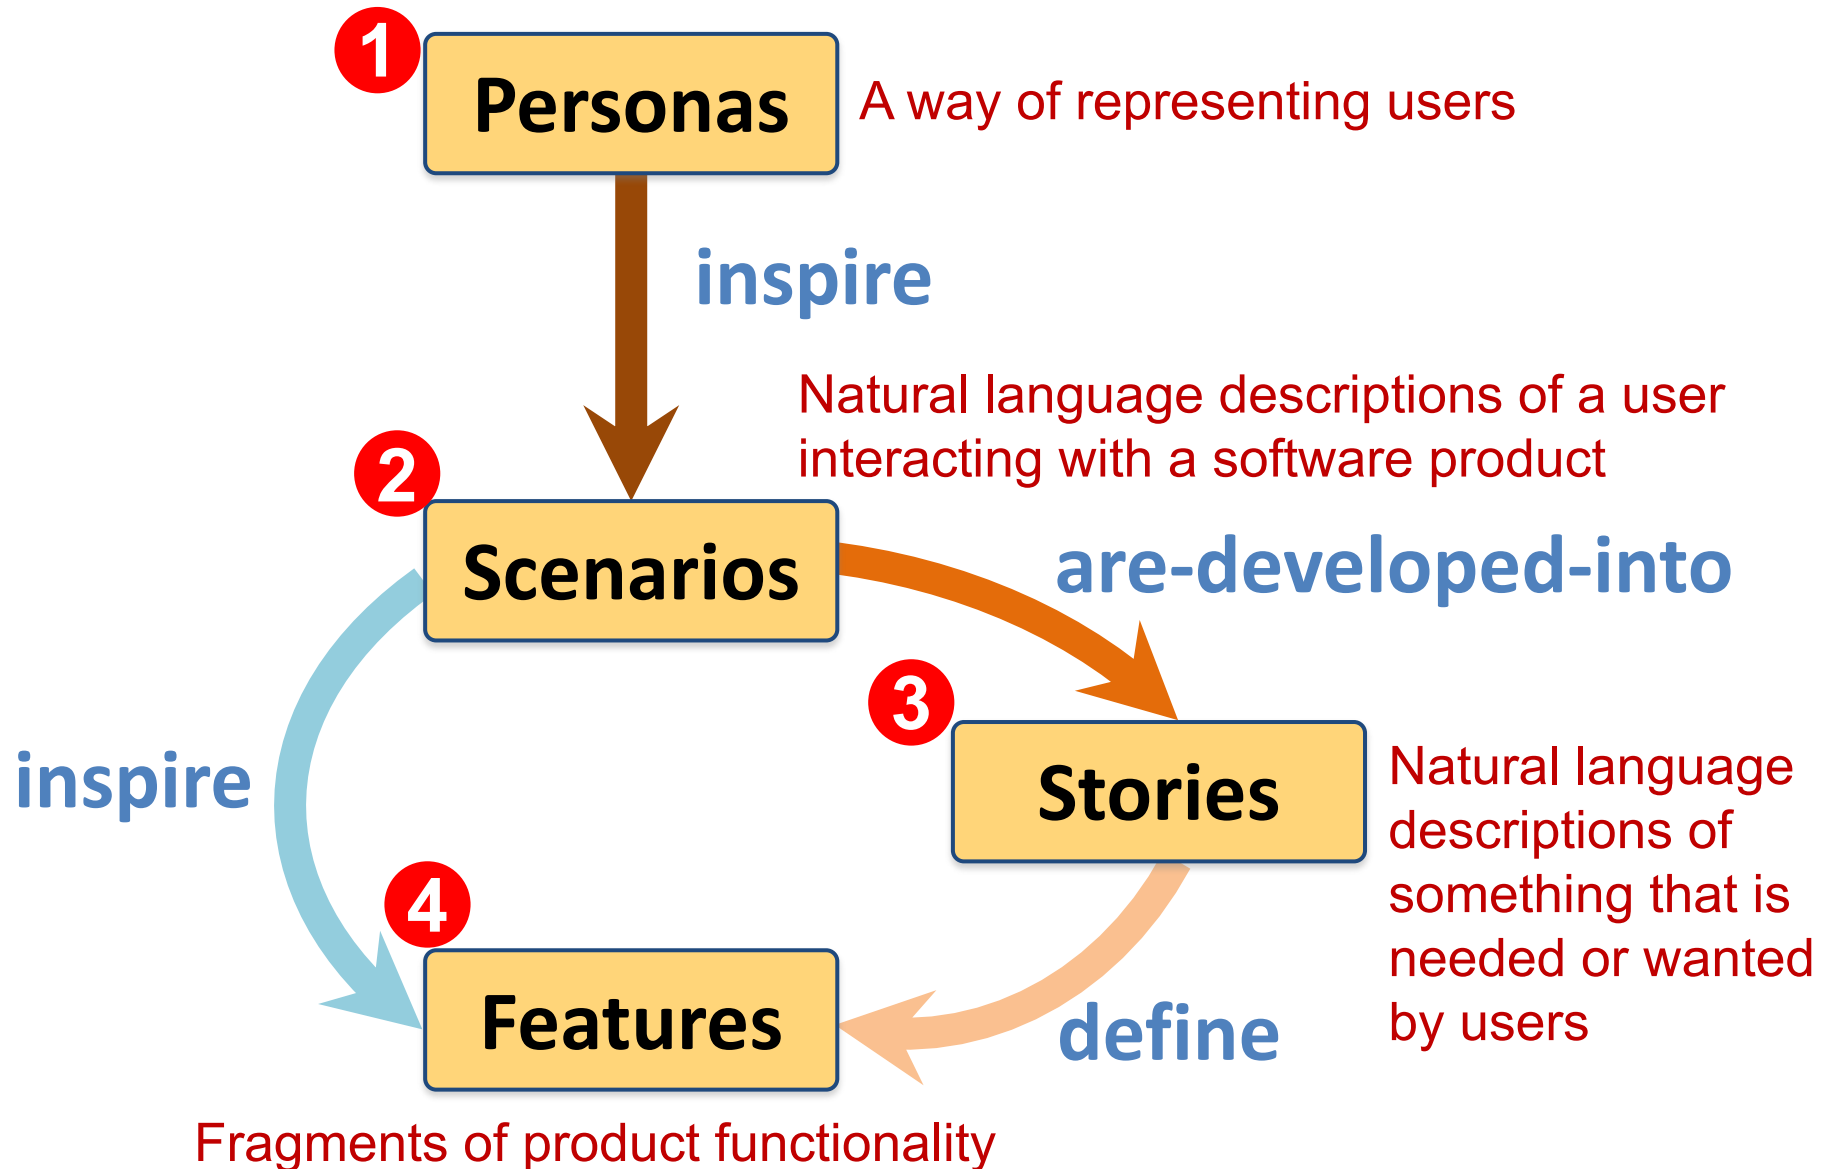 1
Personas
A way of representing users
inspire
Natural language descriptions of a user
interacting with a software product
2
Scenarios
are-developed-into
3
Stories
Natural language
descriptions of
something that is
needed or wanted
by users
inspire
4
Features
define
Fragments of product functionality